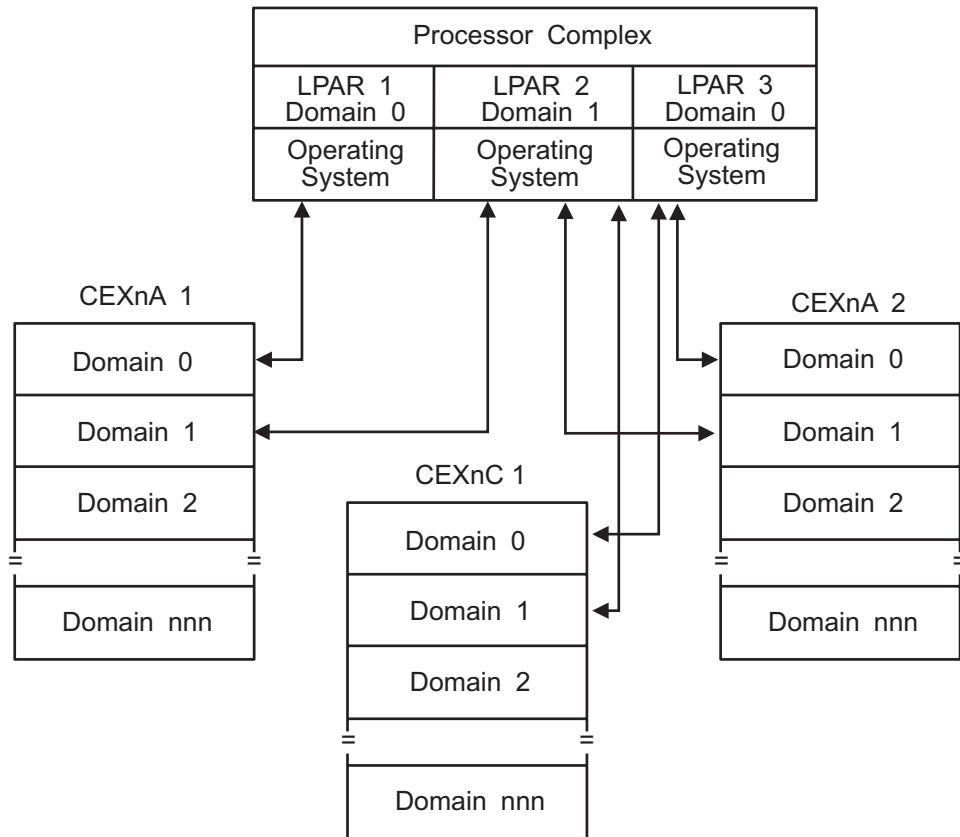 Processor Complex
LPAR 1
Domain 0
LPAR 2
Domain 1
LPAR 3
Domain 0
Operating
System
Operating
System
Operating
System
CEXnA 1
Domain 0
Domain 1
Domain 2
=
=
Domain nnn
CEXnC 1
Domain 0
Domain 1
Domain 2
=
=
Domain nnn
CEXnA 2
Domain 0
Domain 1
Domain 2
=
=
Domain nnn